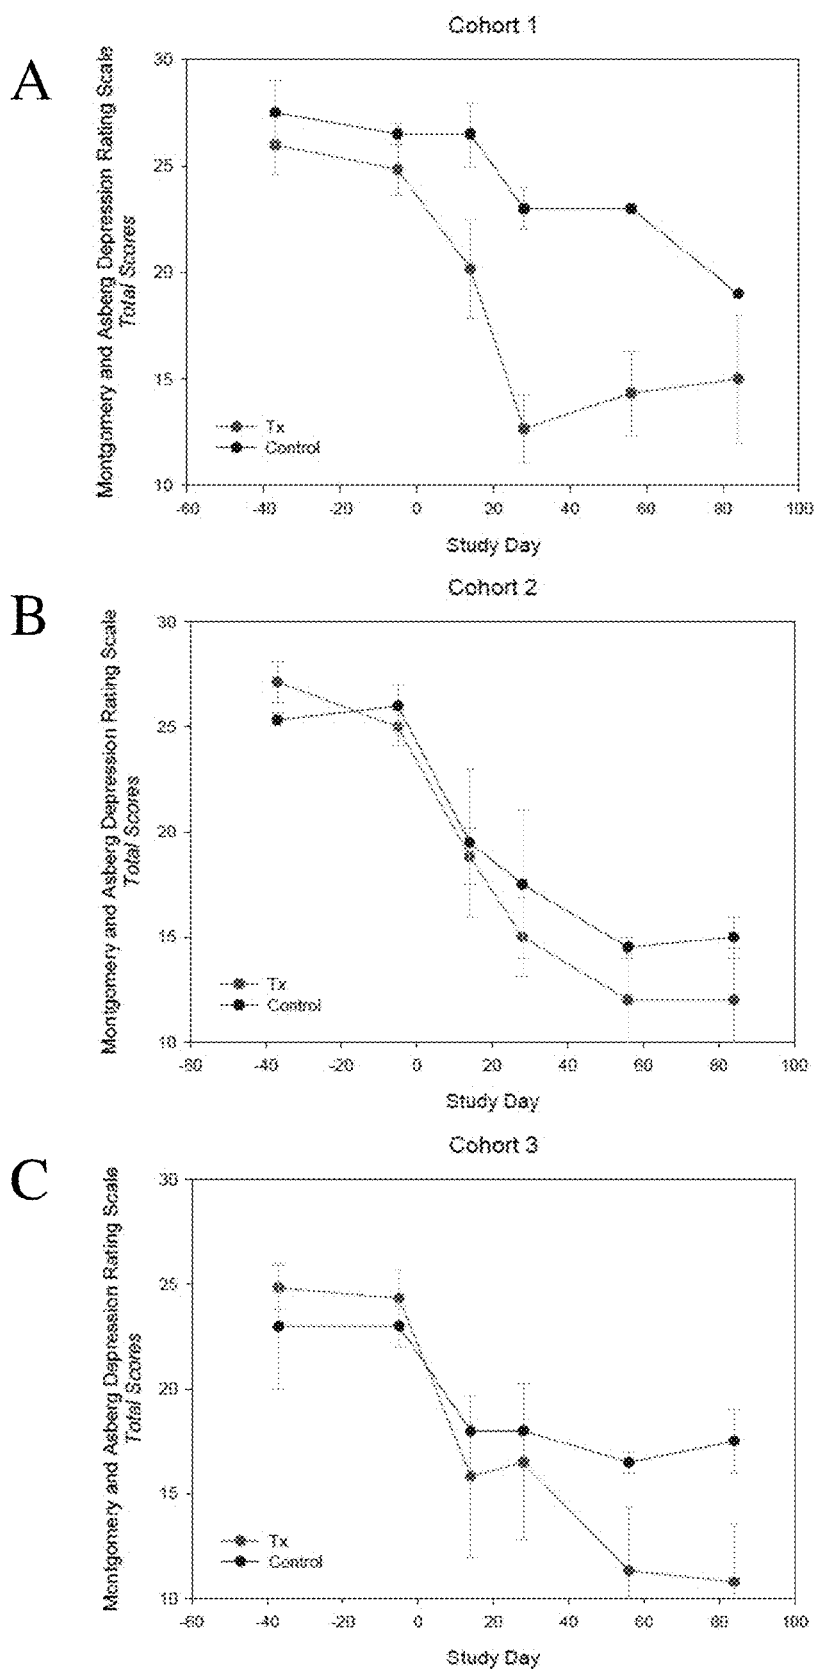 Cohort 1
A
Montgomery and Asberg Depression Rating Scale
Total Scores
30
25
20
15
10
Tx
Control
-60 -40 -20 0 20 40 60 80 100
Study Day
Cohort 2
B
Montgomery and Asberg Depression Rating Scale
Total Scores
30
25
20
15
10
Tx
Control
-60 -40 -20 0 20 40 60 80 100
Study Day
Cohort 3
C
Montgomery and Asberg Depression Rating Scale
Total Scores
30
25
20
15
10
Tx
Control
-60 -40 -20 0 20 40 60 80 100
Study Day